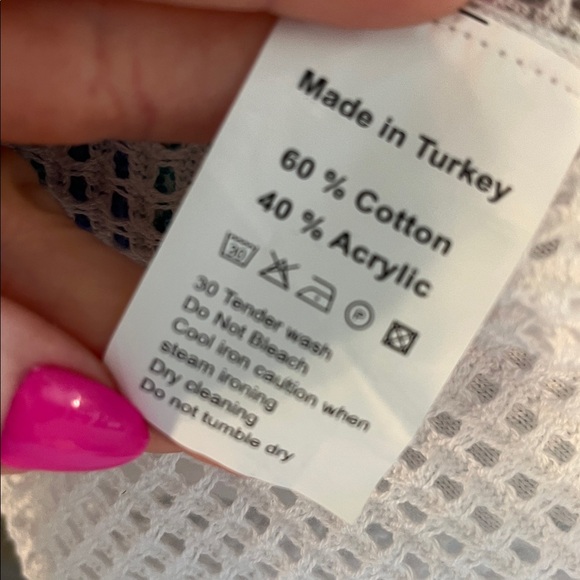 Made in Turkey
60 % Cotton
40 % Acrylic
30 P
30 Tender wash
Do Not Bleach
Cool iron caution when
steam ironing
Dry cleaning
Do not tumble dry